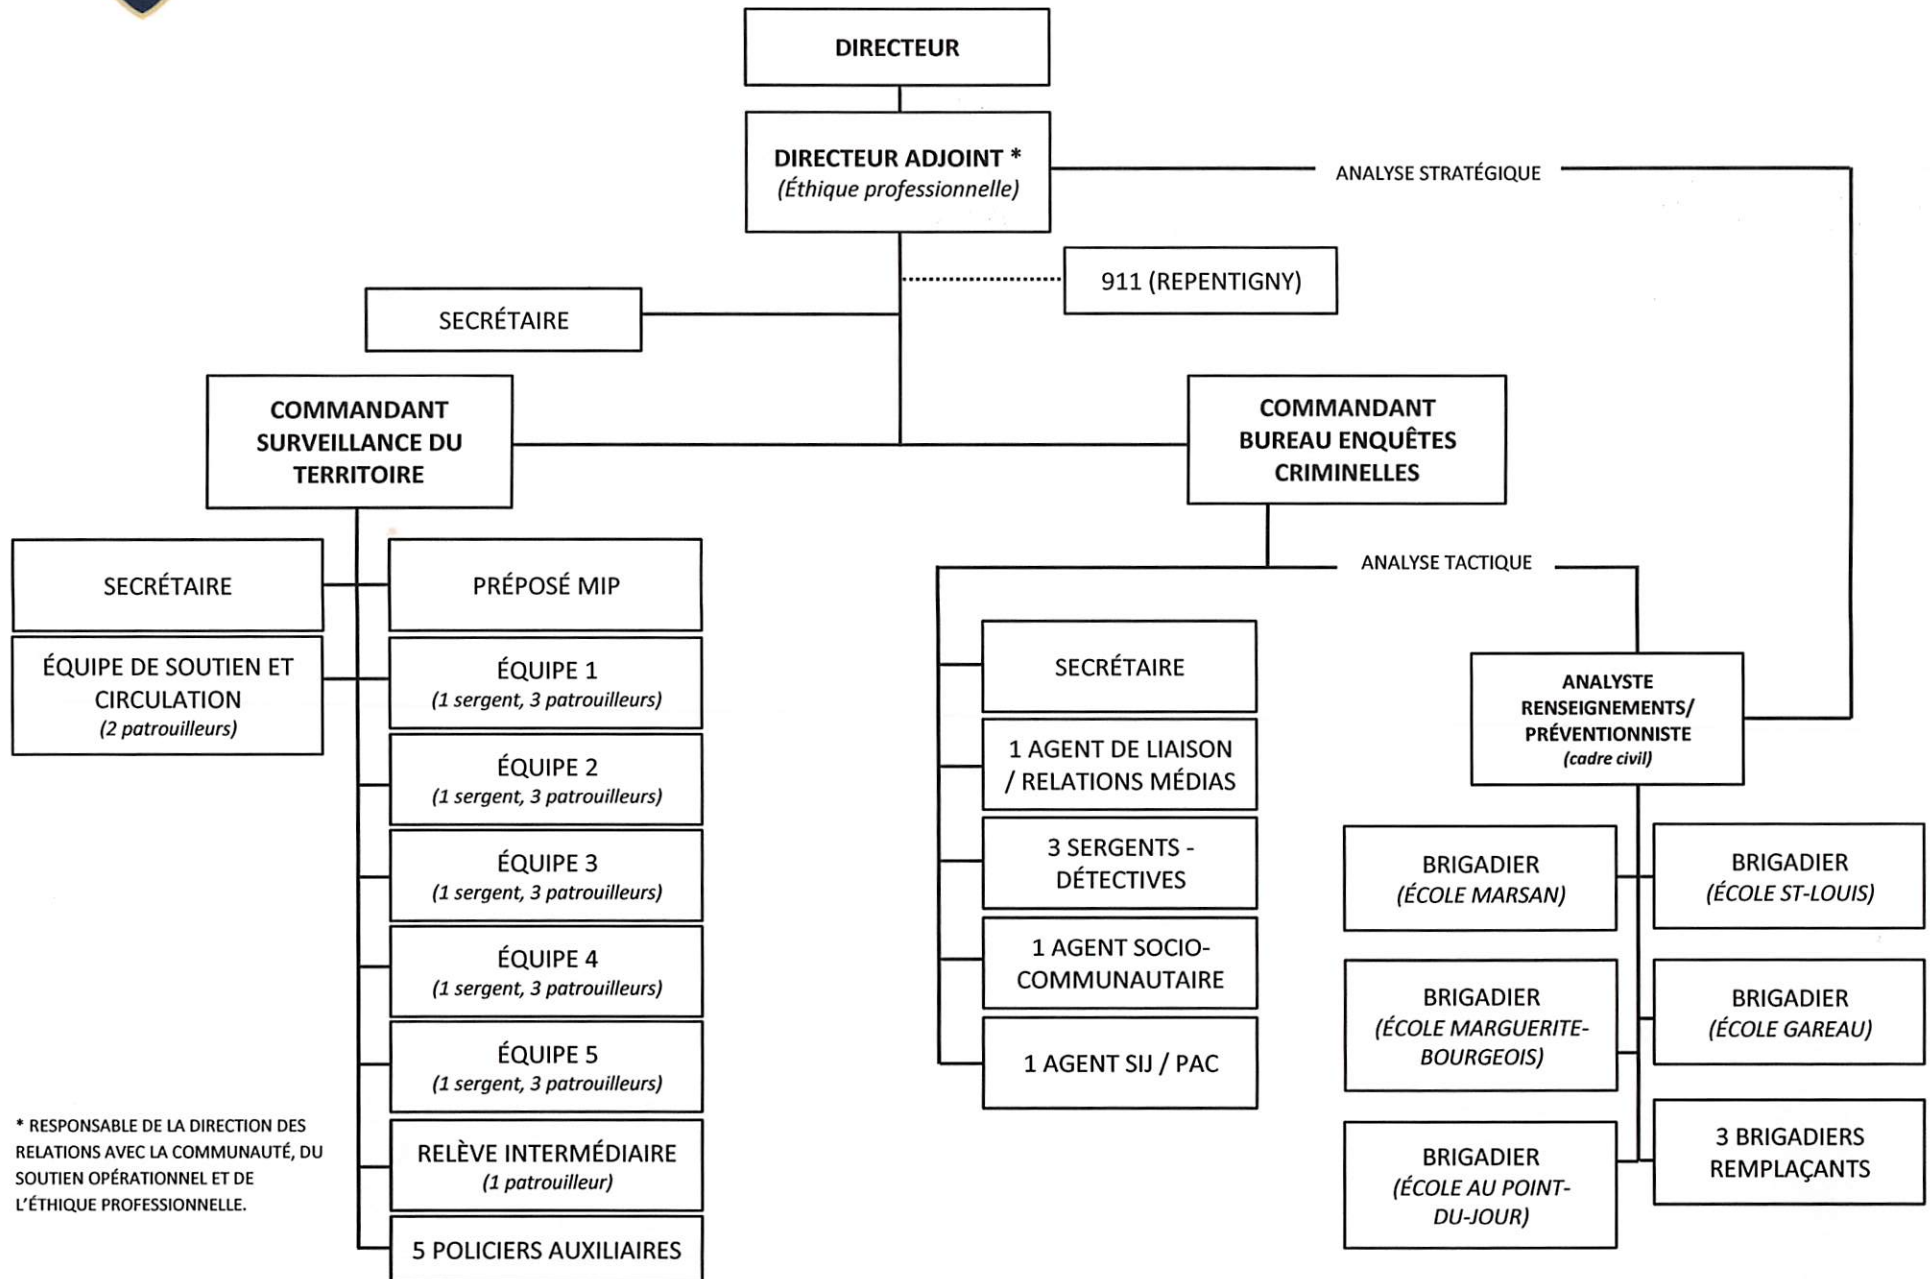 DIRECTEUR
DIRECTEUR ADJOINT *
(Éthique professionnelle)
ANALYSE STRATÉGIQUE
911 (REPENTIGNY)
SECRÉTAIRE
COMMANDANT
SURVEILLANCE DU
TERRITOIRE
COMMANDANT
BUREAU ENQUÊTES
CRIMINELLES
SECRÉTAIRE
PRÉPOSÉ MIP
ÉQUIPE DE SOUTIEN ET
CIRCULATION
(2 patrouilleurs)
ÉQUIPE 1
(1 sergent, 3 patrouilleurs)
ÉQUIPE 2
(1 sergent, 3 patrouilleurs)
ÉQUIPE 3
(1 sergent, 3 patrouilleurs)
ÉQUIPE 4
(1 sergent, 3 patrouilleurs)
ÉQUIPE 5
(1 sergent, 3 patrouilleurs)
RELÈVE INTERMÉDIAIRE
(1 patrouilleur)
5 POLICIERS AUXILIAIRES
ANALYSE TACTIQUE
SECRÉTAIRE
1 AGENT DE LIAISON
/ RELATIONS MÉDIAS
3 SERGENTS -
DÉTECTIVES
1 AGENT SOCIO-
COMMUNAUTAIRE
1 AGENT SIJ / PAC
ANALYSTE
RENSEIGNEMENTS/
PRÉVENTIONNISTE
(cadre civil)
BRIGADIER
(ÉCOLE MARSAN)
BRIGADIER
(ÉCOLE ST-LOUIS)
BRIGADIER
(ÉCOLE MARGUERITE-
BOURGEOIS)
BRIGADIER
(ÉCOLE GAREAU)
BRIGADIER
(ÉCOLE AU POINT-
DU-JOUR)
3 BRIGADIERS
REMPLAÇANTS
* RESPONSABLE DE LA DIRECTION DES
RELATIONS AVEC LA COMMUNAUTÉ, DU
SOUTIEN OPÉRATIONNEL ET DE
L'ÉTHIQUE PROFESSIONNELLE.